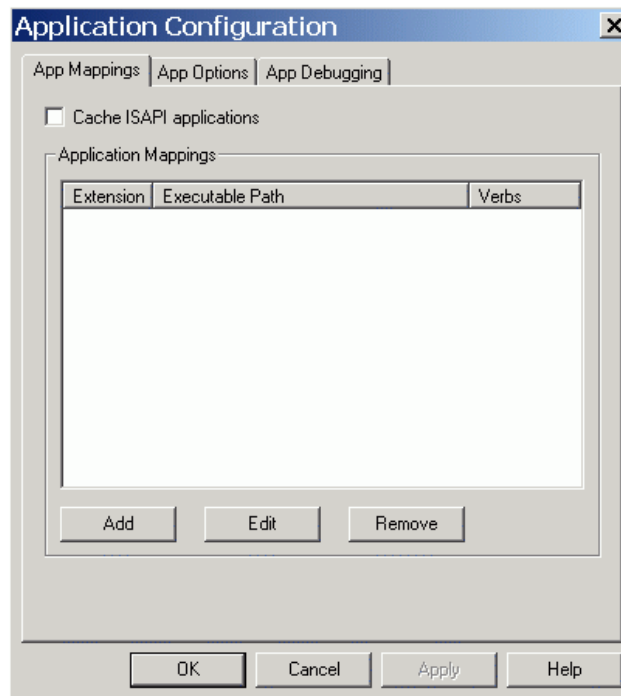 Application Configuration
App Mappings App Options App Debugging
Cache ISAPI applications
Application Mappings
Extension Executable Path Verbs
Add Edit Remove
OK Cancel Apply Help